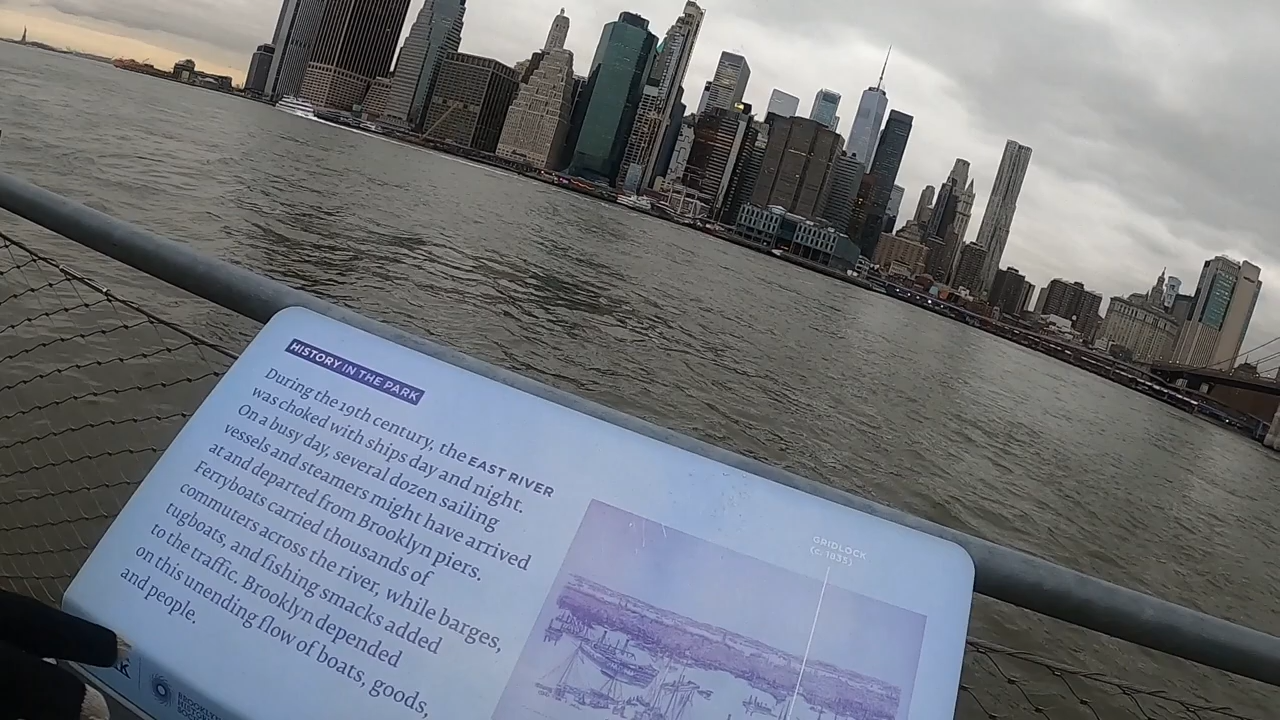 HISTORY IN THE PARK
During the 19th century, the EAST RIVER
was choked with ships day and night.
On a busy day, several dozen sailing
vessels and steamers might have arrived
at and departed from Brooklyn piers.
Ferryboats carried thousands of
commuters across the river, while barges,
tugboats, and fishing smacks added
to the traffic. Brooklyn depended
on this unending flow of boats, goods,
and people.
GRIDLOCK
(c. 1835)